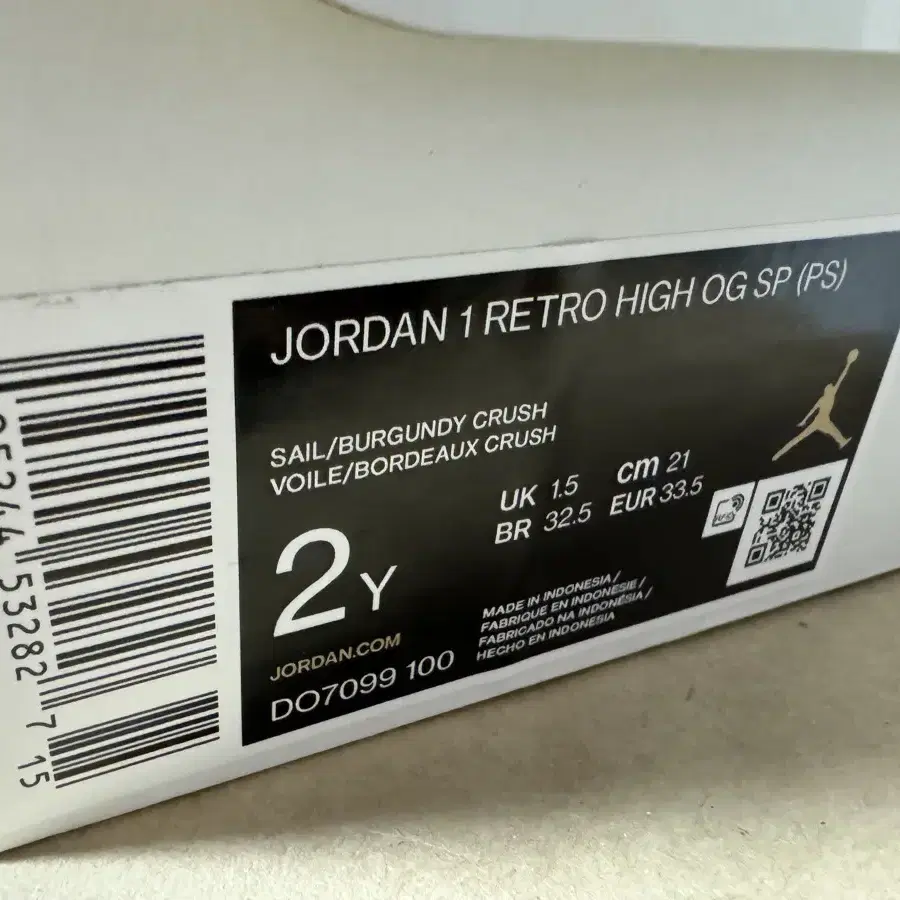 JORDAN 1 RETRO HIGH OG SP (PS)
SAIL/BURGUNDY CRUSH
VOILE/BORDEAUX CRUSH
UK 1.5 cm 21
BR 32.5 EUR 33.5
2Y
JORDAN.COM
DO7099 100
MADE IN INDONESIA/
FABRIQUE EN INDONESIE/
FABRICADO NA INDONÉSIA/
HECHO EN INDONESIA
53282 7 15